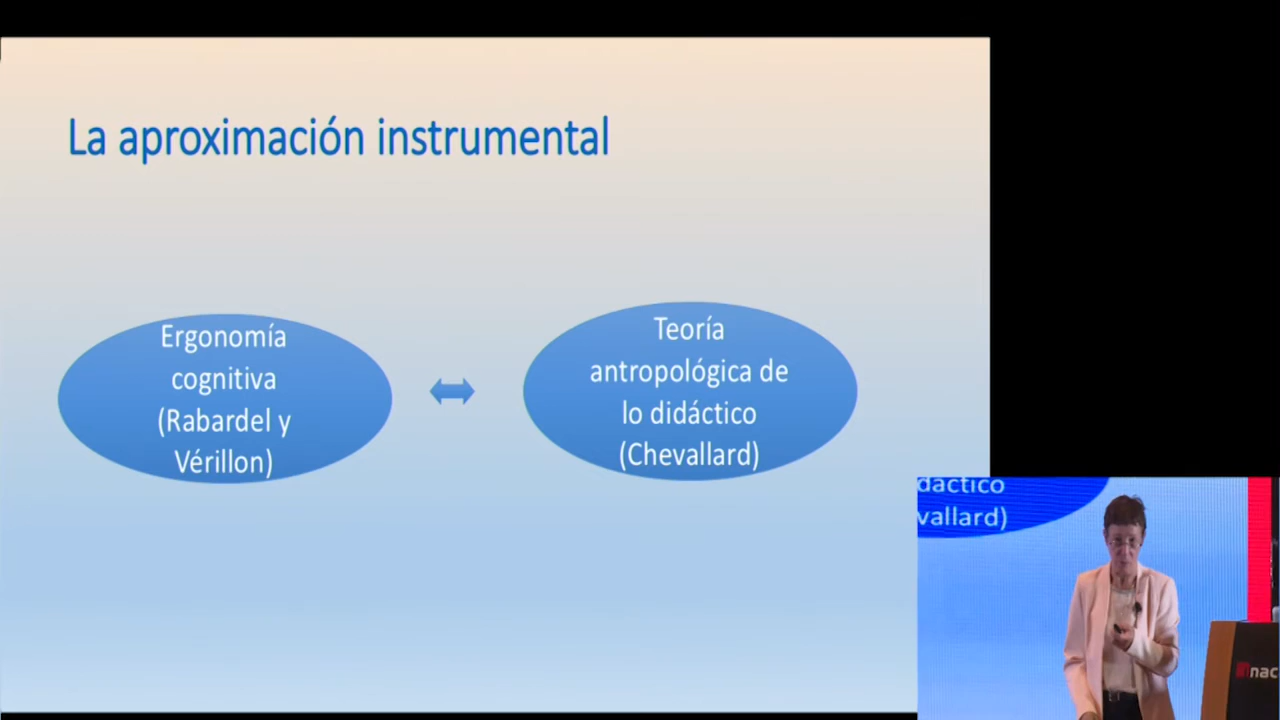 La aproximación instrumental
Ergonomía
cognitiva
(Rabardel y
Vérillon)
Teoría
antropológica de
lo didáctico
(Chevallard)
dáctico
vallard)
nac